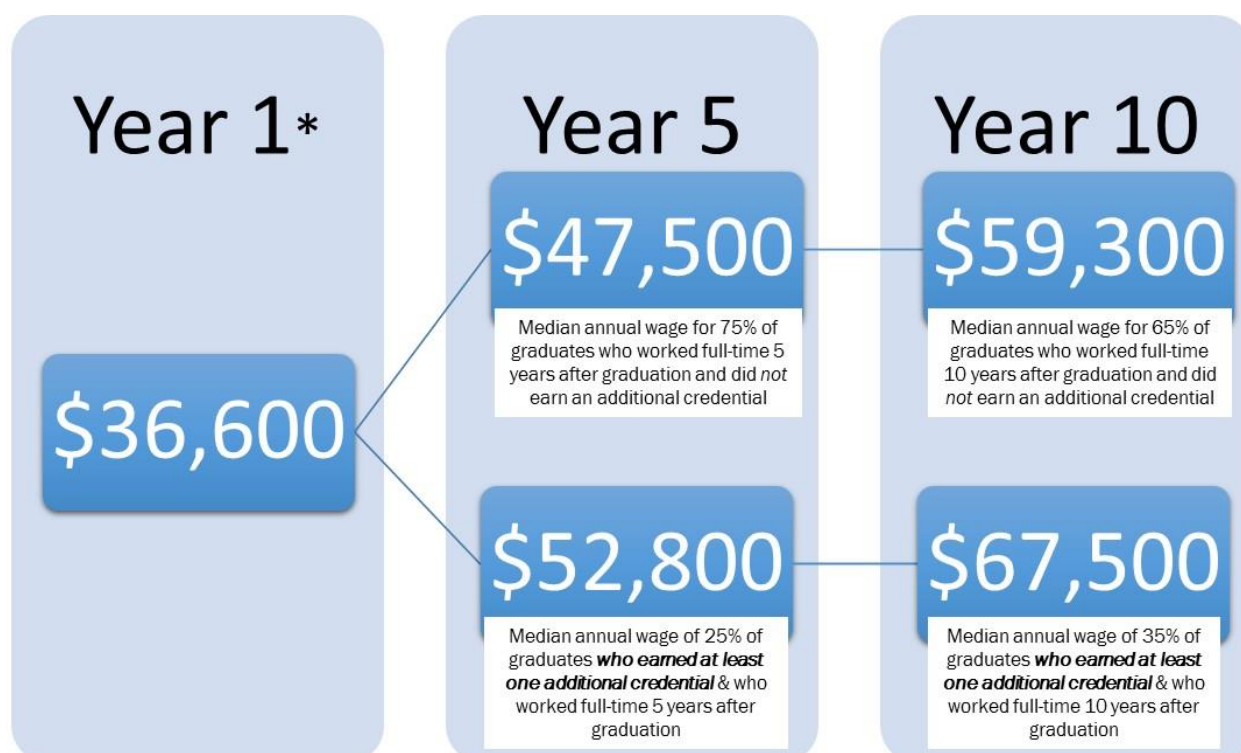 Year 1*
$36,600
Year 5
$47,500
Median annual wage for 75% of
graduates who worked full-time 5
years after graduation and did not
earn an additional credential
$52,800
Median annual wage of 25% of
graduates who earned at least
one additional credential & who
worked full-time 5 years after
graduation
Year 10
$59,300
Median annual wage for 65% of
graduates who worked full-time
10 years after graduation and did
not earn an additional credential
$67,500
Median annual wage of 35% of
graduates who earned at least
one additional credential & who
worked full-time 10 years after
graduation